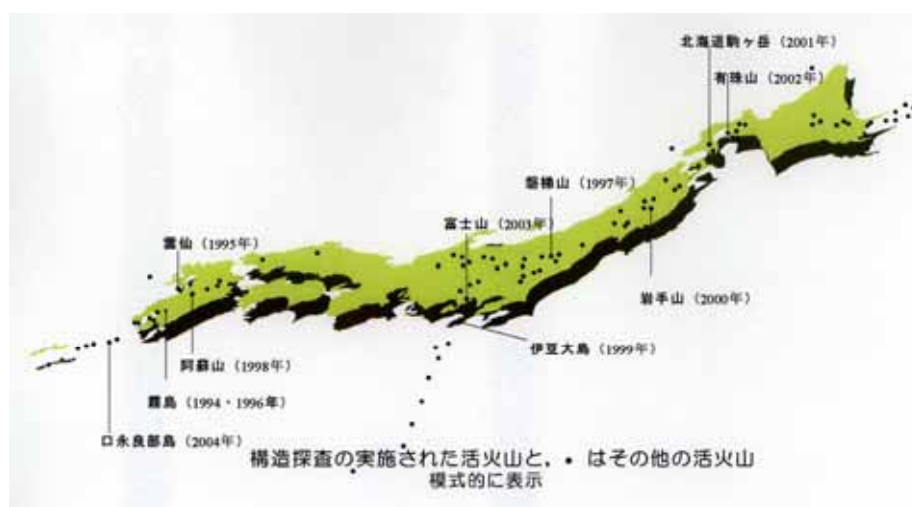 北海道駒ヶ岳（2001年）
有珠山（2002年）
磐梯山（1997年）
富士山（2003年）
雲仙（1995年）
岩手山（2000年）
伊豆大島（1999年）
阿蘇山（1998年）
霧島（1994・1996年）
口永良部島（2004年）
構造探査の実施された活火山と，・はその他の活火山
模式的に表示